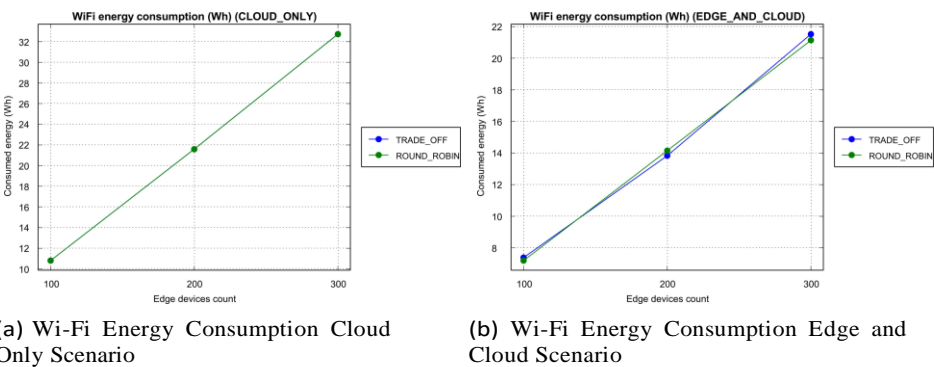 WiFi energy consumption (Wh) (CLOUD_ONLY)
Consumed energy (Wh)
32
30
28
26
24
22
20
18
16
14
12
10
100
200
300
Edge devices count
TRADE_OFF
ROUND_ROBIN
WiFi energy consumption (Wh) (EDGE_AND_CLOUD)
Consumed energy (Wh)
22
20
18
16
14
12
10
8
100
200
300
Edge devices count
TRADE_OFF
ROUND_ROBIN
(a) Wi-Fi Energy Consumption Cloud
Only Scenario
(b) Wi-Fi Energy Consumption Edge and
Cloud Scenario